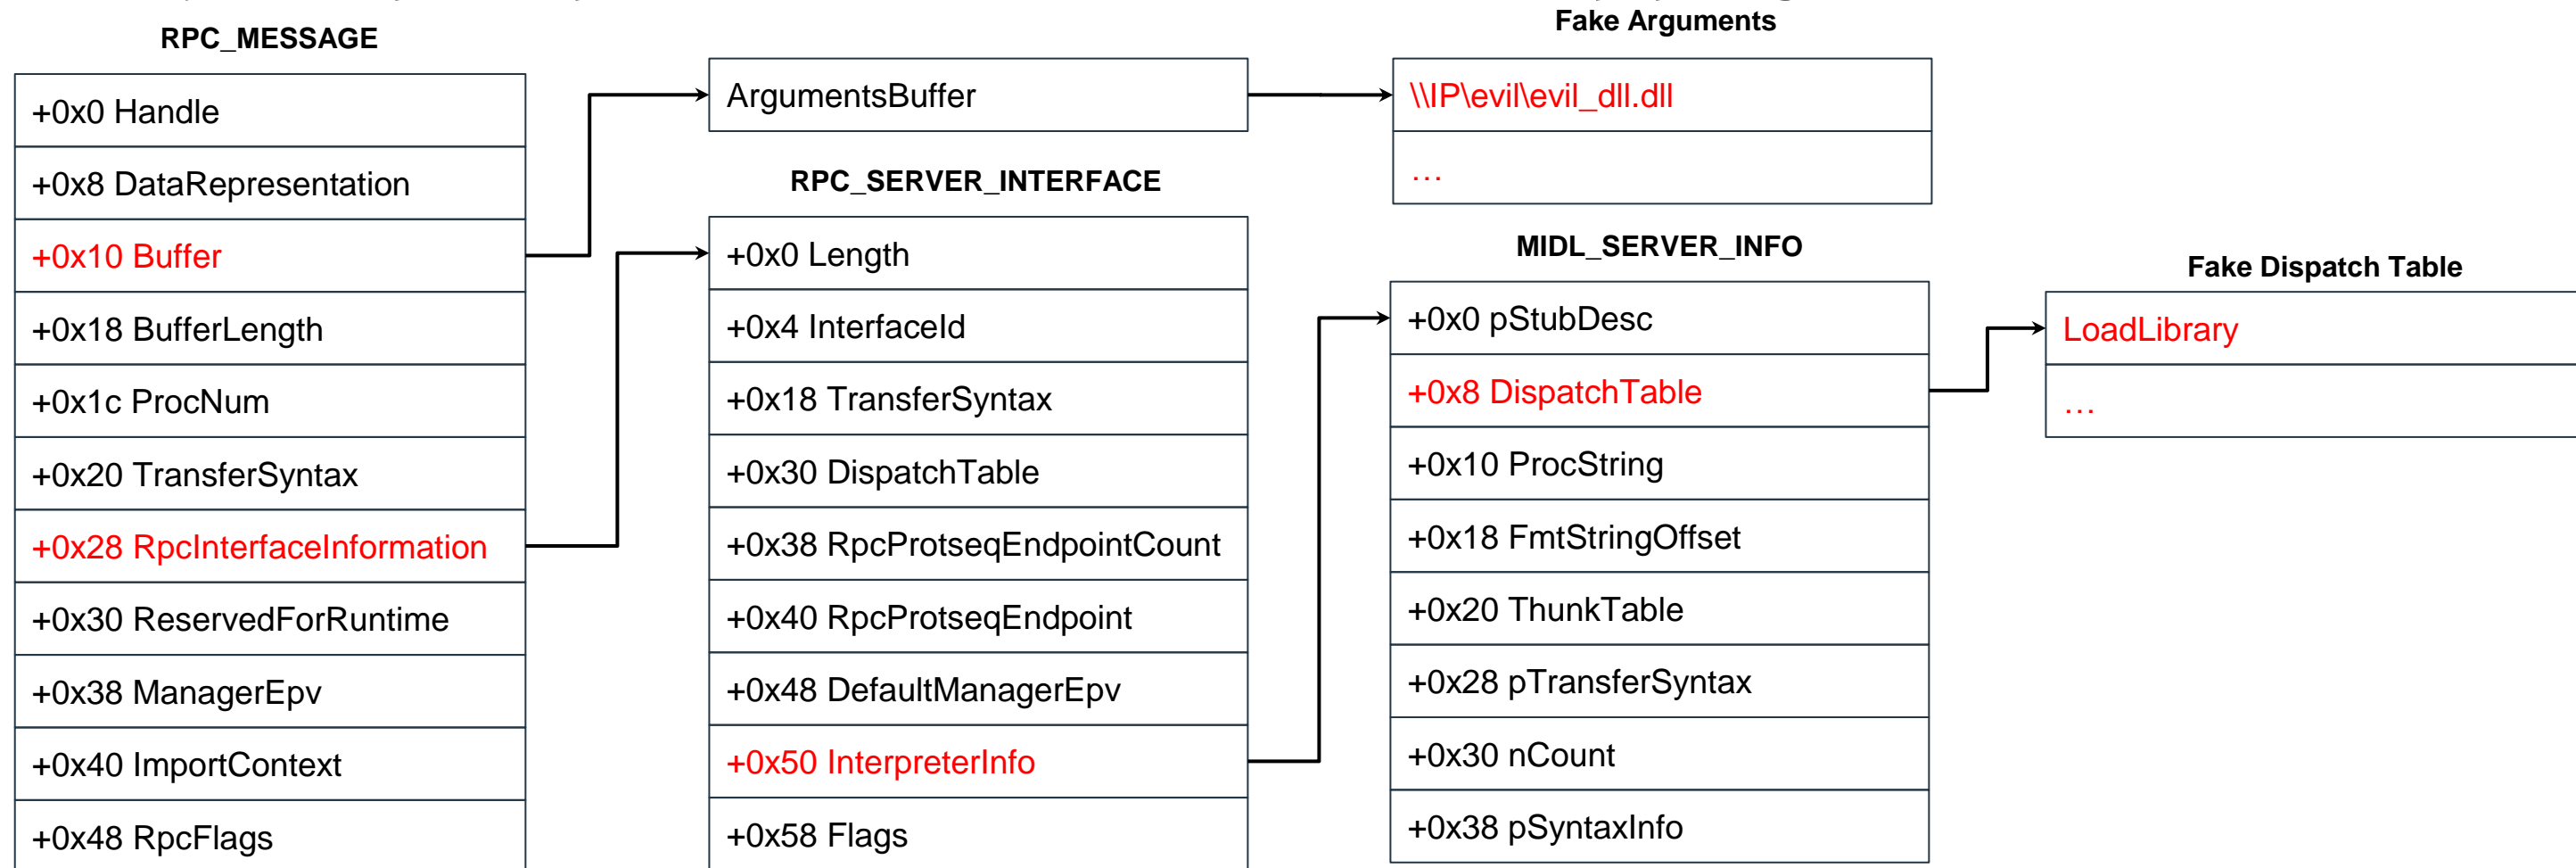 RPC_MESSAGE
+0x0 Handle
+0x8 DataRepresentation
+0x10 Buffer
+0x18 BufferLength
+0x1c ProcNum
+0x20 TransferSyntax
+0x28 RpcInterfaceInformation
+0x30 ReservedForRuntime
+0x38 ManagerEpv
+0x40 ImportContext
+0x48 RpcFlags
ArgumentsBuffer
RPC_SERVER_INTERFACE
+0x0 Length
+0x4 InterfaceId
+0x18 TransferSyntax
+0x30 DispatchTable
+0x38 RpcProtseqEndpointCount
+0x40 RpcProtseqEndpoint
+0x48 DefaultManagerEpv
+0x50 InterpreterInfo
+0x58 Flags
Fake Arguments
\\IP\evil\evil_dll.dll
…
MIDL_SERVER_INFO
+0x0 pStubDesc
+0x8 DispatchTable
+0x10 ProcString
+0x18 FmtStringOffset
+0x20 ThunkTable
+0x28 pTransferSyntax
+0x30 nCount
+0x38 pSyntaxInfo
Fake Dispatch Table
LoadLibrary
…